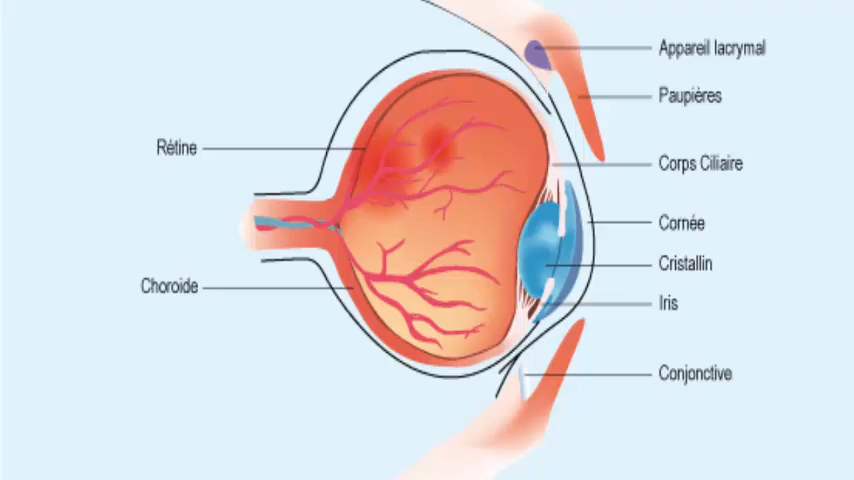 Appareil lacrymal
Paupières
Rétine
Corps Ciliaire
Cornée
Cristallin
Choroide
Iris
Conjonctive